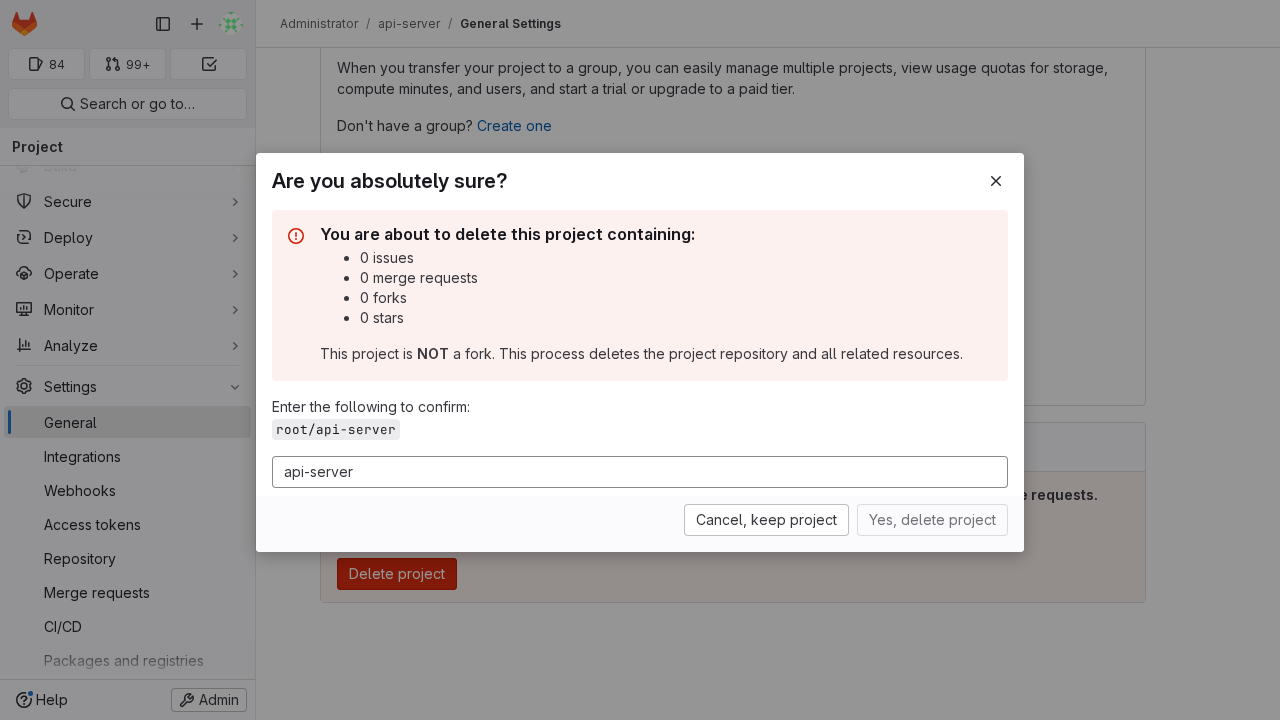 Administrator / api-server / General Settings
84
99+
Search or go to…
Project
Build
Secure
Deploy
Operate
Monitor
Analyze
Settings
General
Integrations
Webhooks
Access tokens
Repository
Merge requests
CI/CD
Packages and registries
Help
Admin
When you transfer your project to a group, you can easily manage multiple projects, view usage quotas for storage,
compute minutes, and users, and start a trial or upgrade to a paid tier.
Don't have a group? Create one
Are you absolutely sure?
You are about to delete this project containing:
• 0 issues
• 0 merge requests
• 0 forks
• 0 stars
This project is NOT a fork. This process deletes the project repository and all related resources.
Enter the following to confirm:
root/api-server
api-server
Cancel, keep project
Yes, delete project
requests.
Delete project